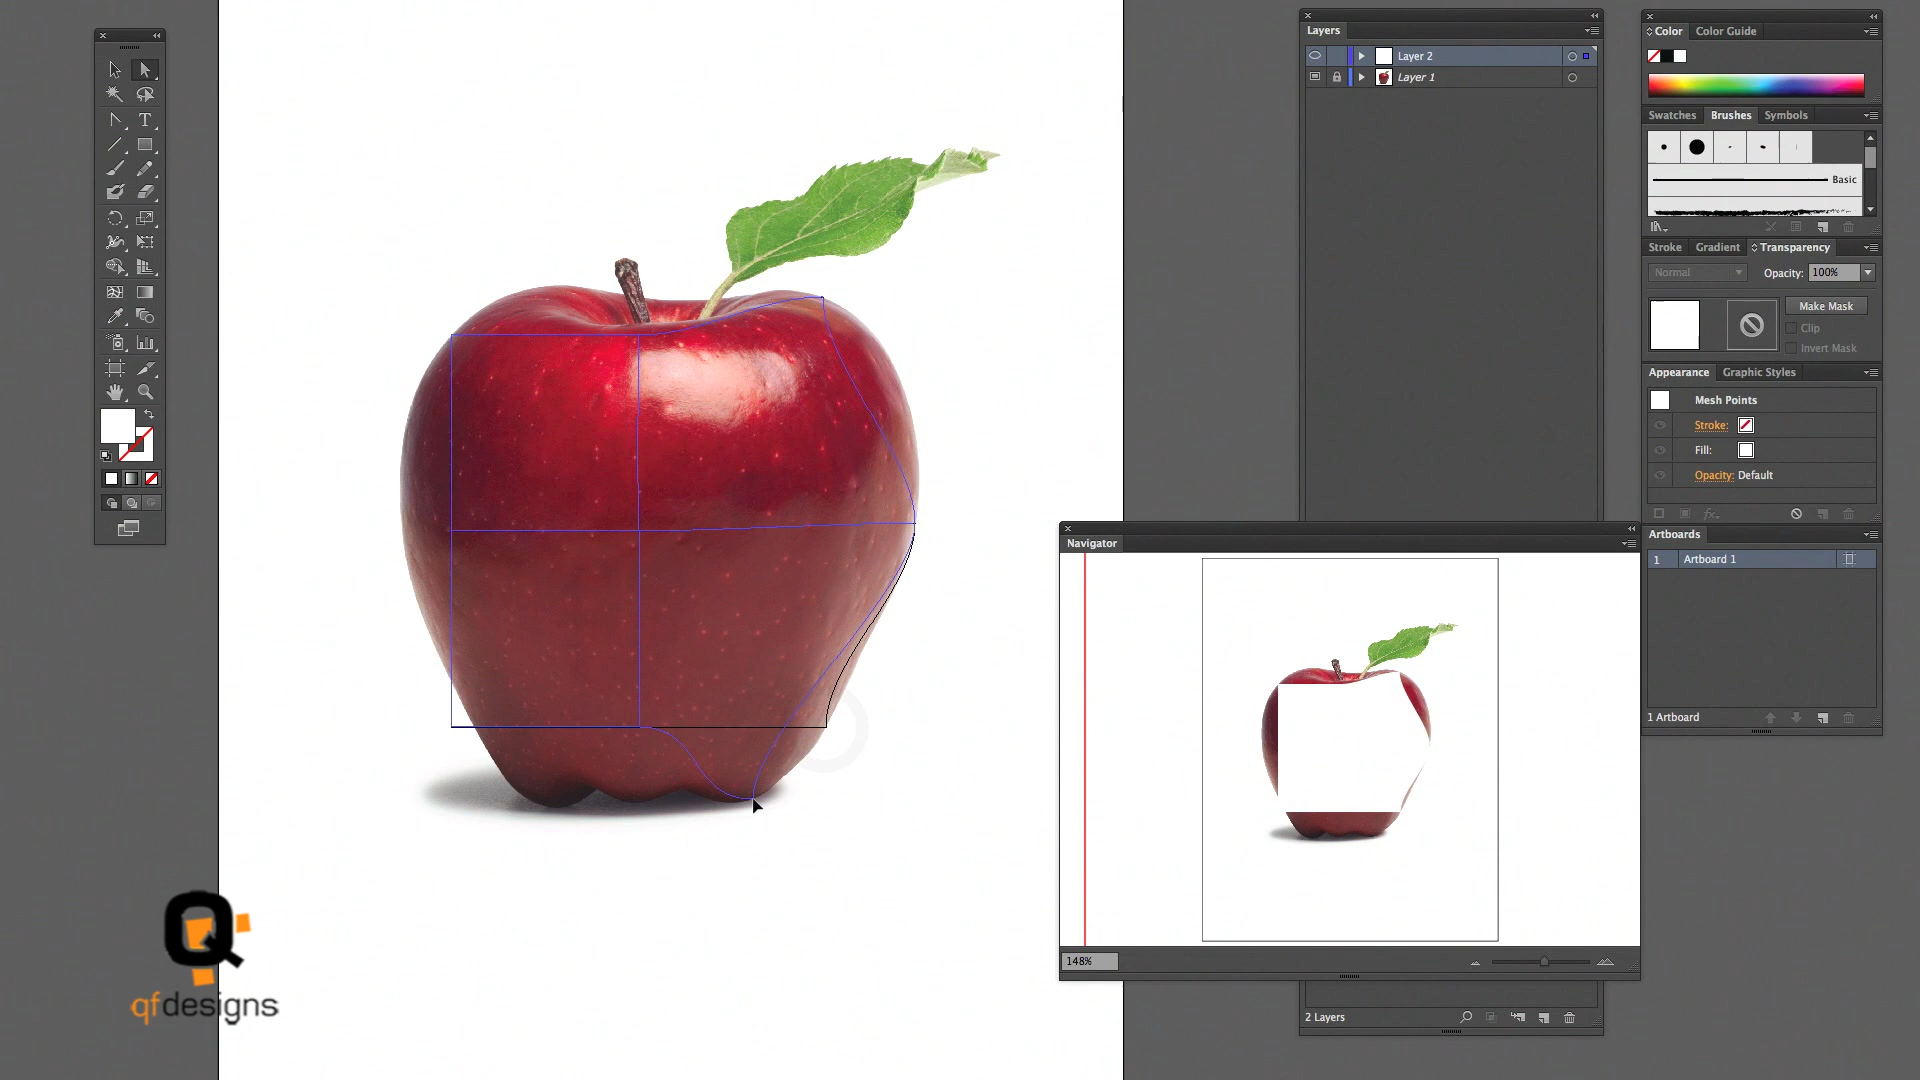 Layers
Layer 2
Layer 1
2 Layers
Color
Color Guide
Swatches
Brushes
Symbols
Basic
Stroke
Gradient
Transparency
Normal
Opacity:
100%
Make Mask
Clip
Invert Mask
Appearance
Graphic Styles
Mesh Points
Stroke:
Fill:
Opacity: Default
fx
Artboards
1
Artboard 1
1 Artboard
Navigator
148%
T
Q
qfdesigns